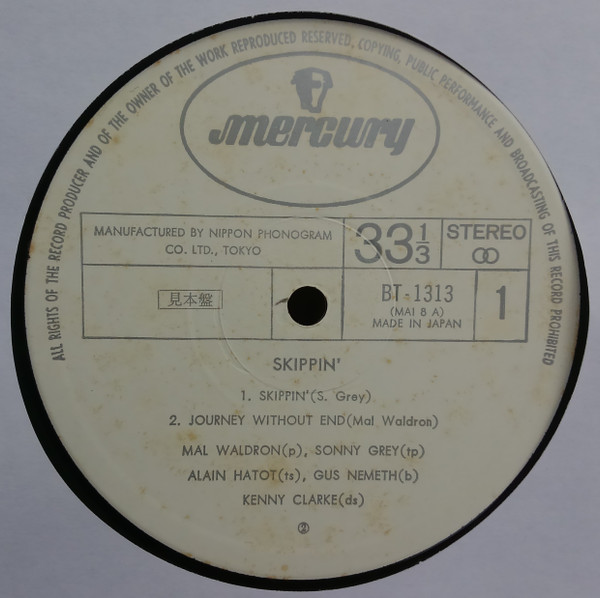 ALL RIGHTS OF THE RECORD PRODUCER AND OF THE OWNER OF THE WORK REPRODUCED RESERVED, COPYING, PUBLIC PERFORMANCE AND BROADCASTING OF THIS RECORD PROHIBITED
mercury
MANUFACTURED BY NIPPON PHONOGRAM
CO. LTD., TOKYO
33 1/3
STEREO
見本盤
BT-1313
(MAI 8 A)
MADE IN JAPAN
1
SKIPPIN'
1. SKIPPIN'(S. Grey)
2. JOURNEY WITHOUT END(Mal Waldron)
MAL WALDRON(p), SONNY GREY(tp)
ALAIN HATOT(ts), GUS NEMETH(b)
KENNY CLARKE(ds)
②